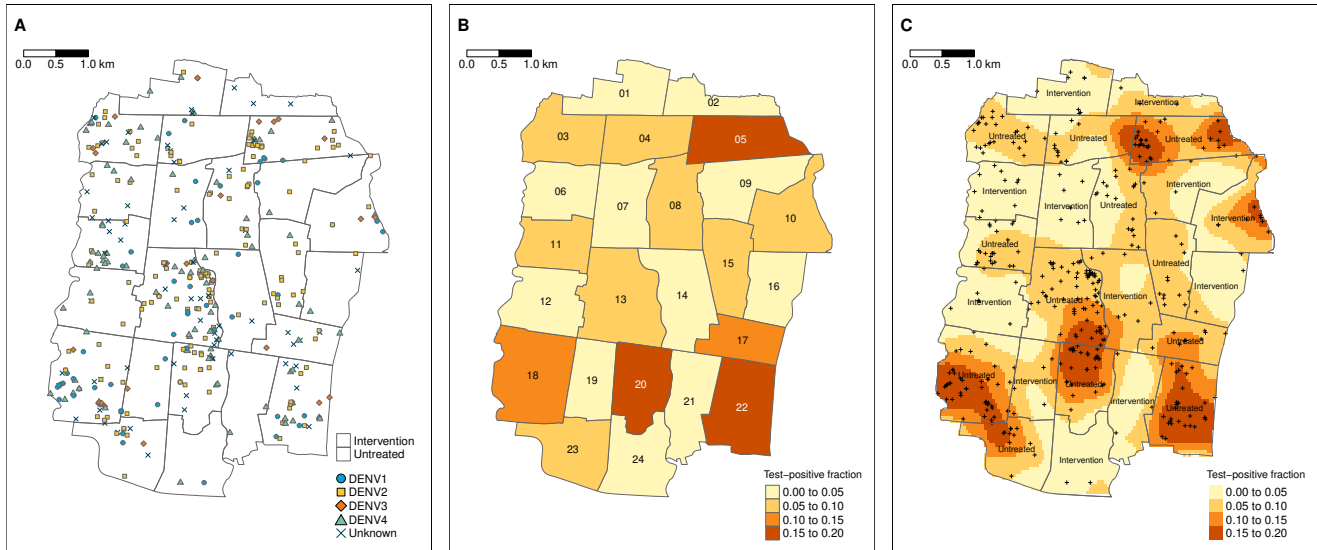 A
0.0 0.5 1.0 km
Intervention
Untreated
DENV1
DENV2
DENV3
DENV4
Unknown
B
0.0 0.5 1.0 km
01
02
03
04
05
06
07
08
09
10
11
12
13
14
15
16
17
18
19
20
21
22
23
24
Test−positive fraction
0.00 to 0.05
0.05 to 0.10
0.10 to 0.15
0.15 to 0.20
C
0.0 0.5 1.0 km
Intervention
Intervention
Untreated
Untreated
Untreated
Intervention
Intervention
Untreated
Intervention
Intervention
Untreated
Untreated
Intervention
Untreated
Intervention
Intervention
Untreated
Untreated
Intervention
Untreated
Intervention
Untreated
Untreated
Intervention
Test−positive fraction
0.00 to 0.05
0.05 to 0.10
0.10 to 0.15
0.15 to 0.20